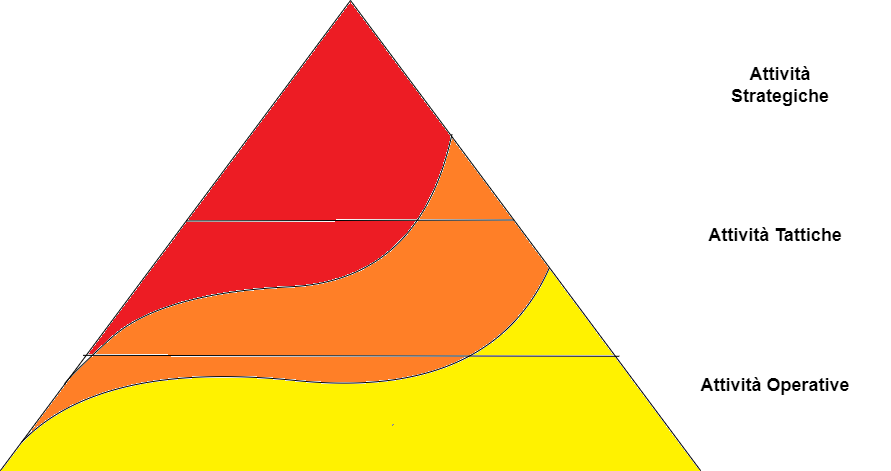 Attività
Strategiche
Attività Tattiche
Attività Operative